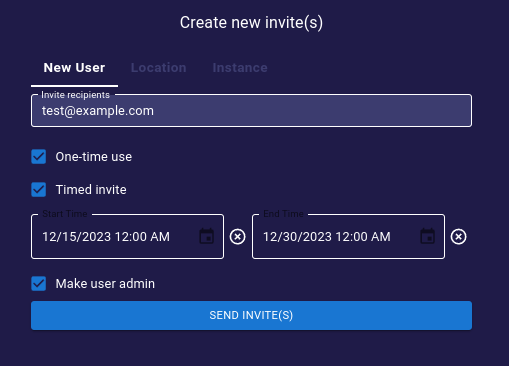 Create new invite(s)
New User Location Instance
Invite recipients
test@example.com
One-time use
Timed invite
Start Time End Time
12/15/2023 12:00 AM 12/30/2023 12:00 AM
Make user admin
SEND INVITE(S)